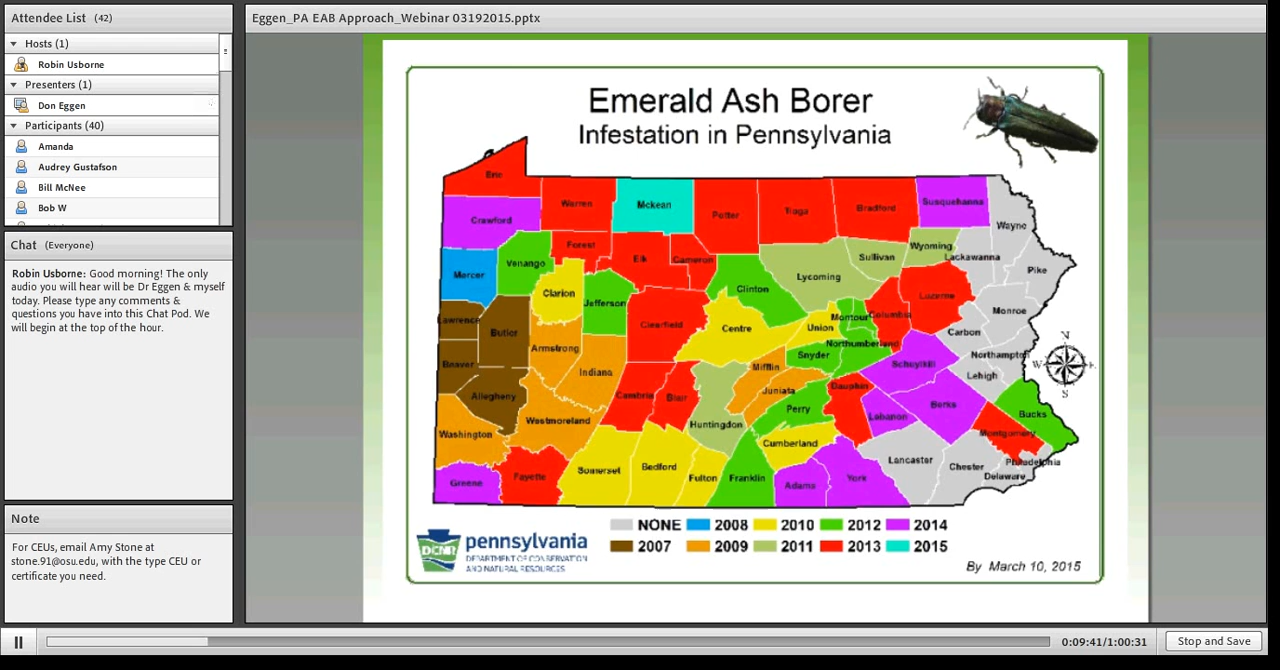 Attendee List (42)
Hosts (1)
Robin Usborne
Presenters (1)
Don Eggen
Participants (40)
Amanda
Audrey Gustafson
Bill McNee
Bob W
Chat (Everyone)
Robin Usborne: Good morning! The only
audio you will hear will be Dr Eggen & myself
today. Please type any comments &
questions you have into this Chat Pod. We
will begin at the top of the hour.
Note
For CEUs, email Amy Stone at
stone.91@osu.edu, with the type CEU or
certificate you need.
Eggen_PA EAB Approach_Webinar 03192015.pptx
Emerald Ash Borer
Infestation in Pennsylvania
Erie
Warren
Mckean
Potter
Tioga
Bradford
Susquehanna
Wayne
Crawford
Forest
Elk
Cameron
Sullivan
Wyoming
Lackawanna
Pike
Mercer
Venango
Clarion
Jefferson
Clinton
Lycoming
Luzerne
Monroe
Lawrence
Butler
Clearfield
Centre
Union
Montour
Columbia
Carbon
Armstrong
Snyder
Northumberland
Northampton
Beaver
Indiana
Mifflin
Schuylkill
Lehigh
Allegheny
Cambria
Blair
Juniata
Dauphin
Berks
Bucks
Washington
Westmoreland
Huntingdon
Perry
Lebanon
Montgomery
Greene
Fayette
Somerset
Bedford
Fulton
Franklin
Cumberland
Adams
York
Lancaster
Chester
Philadelphia
Delaware
N
W
E
S
NONE 2008 2010 2012 2014
2007 2009 2011 2013 2015
DCNR
pennsylvania
DEPARTMENT OF CONSERVATION
AND NATURAL RESOURCES
By March 10, 2015
0:09:41/1:00:31
Stop and Save